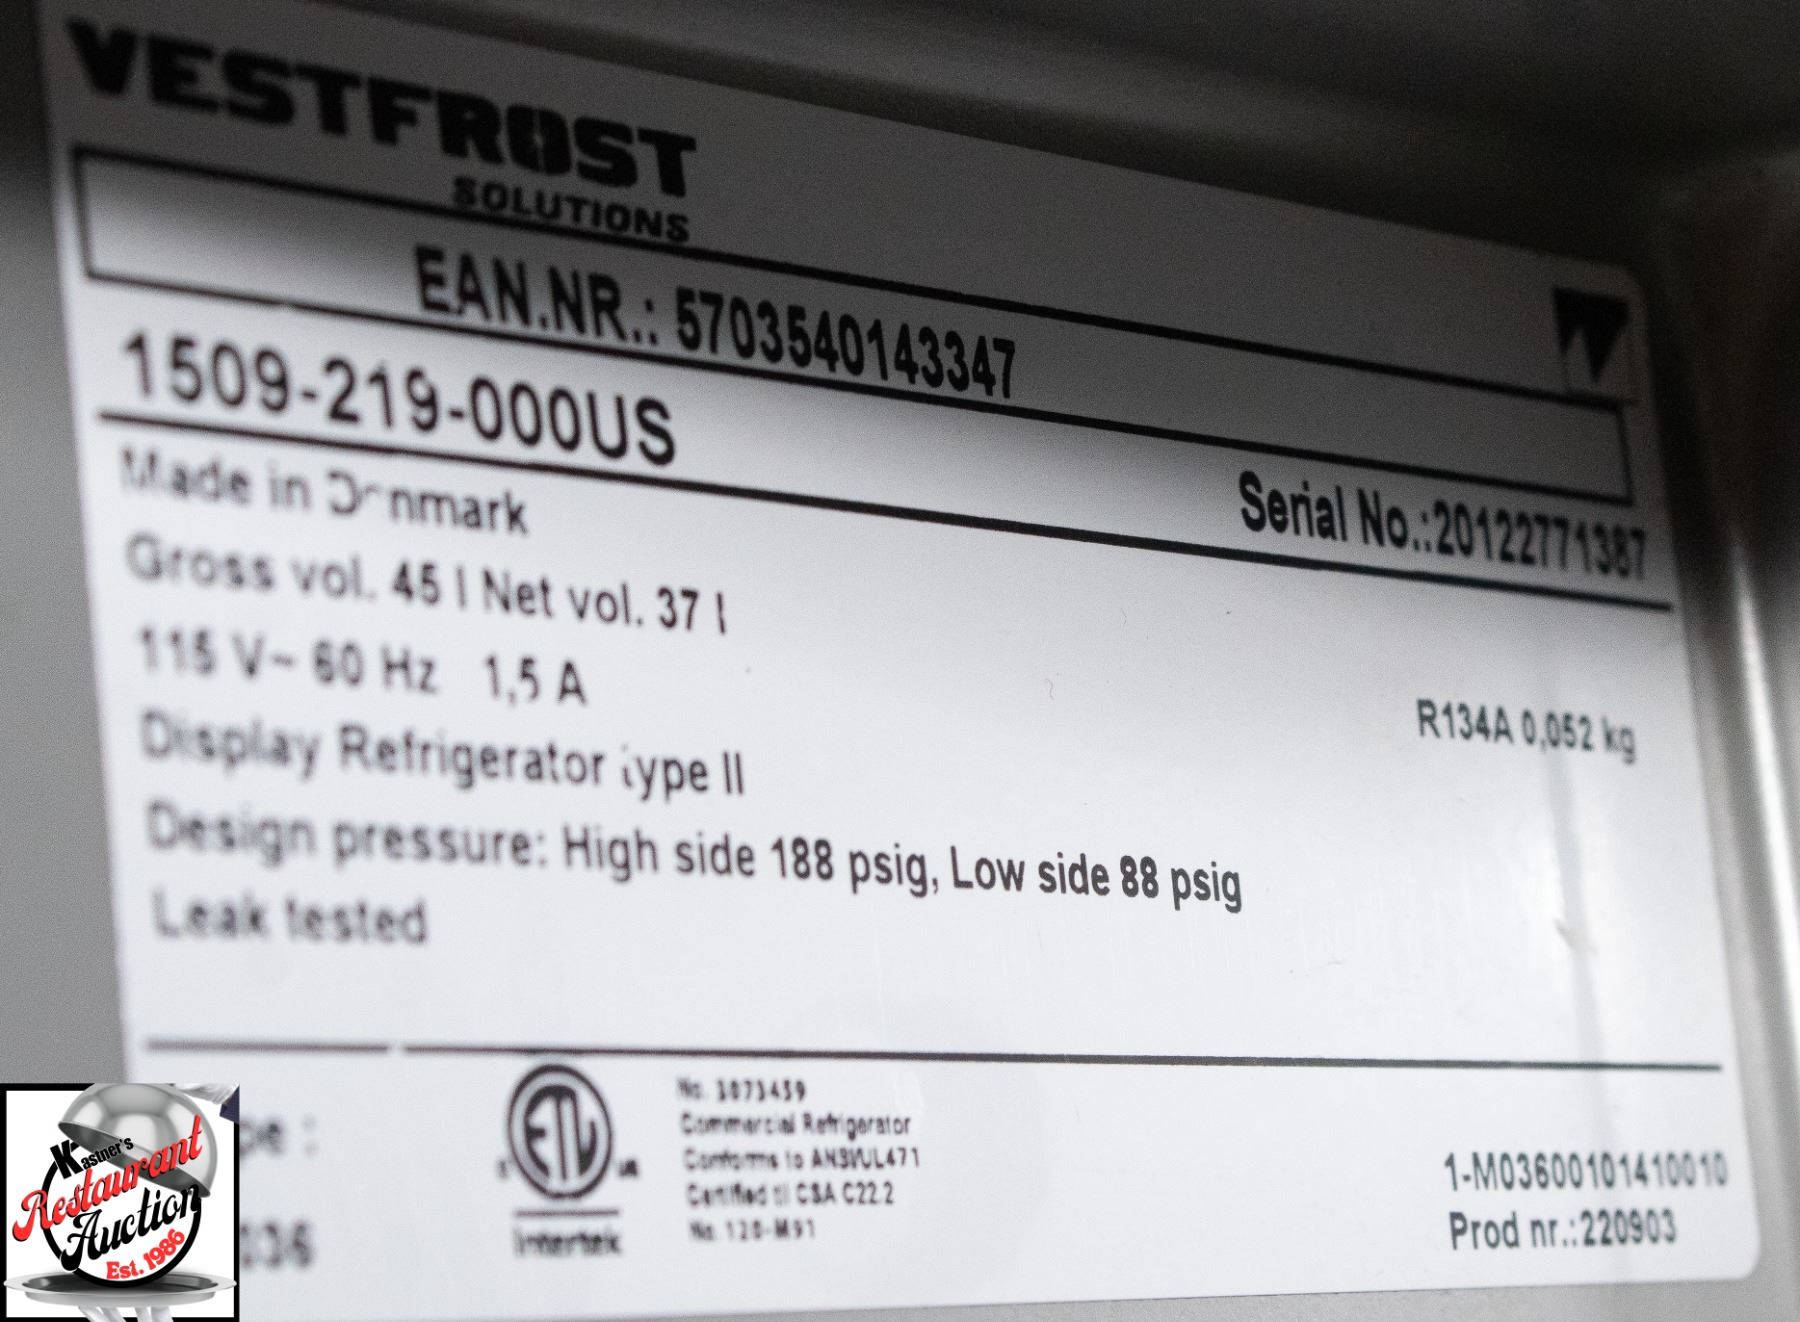 VESTFROST
SOLUTIONS
EAN.NR.: 5703540143347
1509-219-000US
Serial No.:20122771387
Made in Denmark
Gross vol. 45 l Net vol. 37 l
115 V~ 60 Hz 1,5 A
R134A 0,052 kg
Display Refrigerator type II
Design pressure: High side 188 psig, Low side 88 psig
Leak tested
pe :
036
ETL
Intertek
No. 3073459
Commercial Refrigerator
Conforms to ANSI/UL471
Certified to CSA C22.2
No. 120-M91
1-M03600101410010
Prod nr.:220903
Kastner's
Restaurant
Auction
Est. 1986